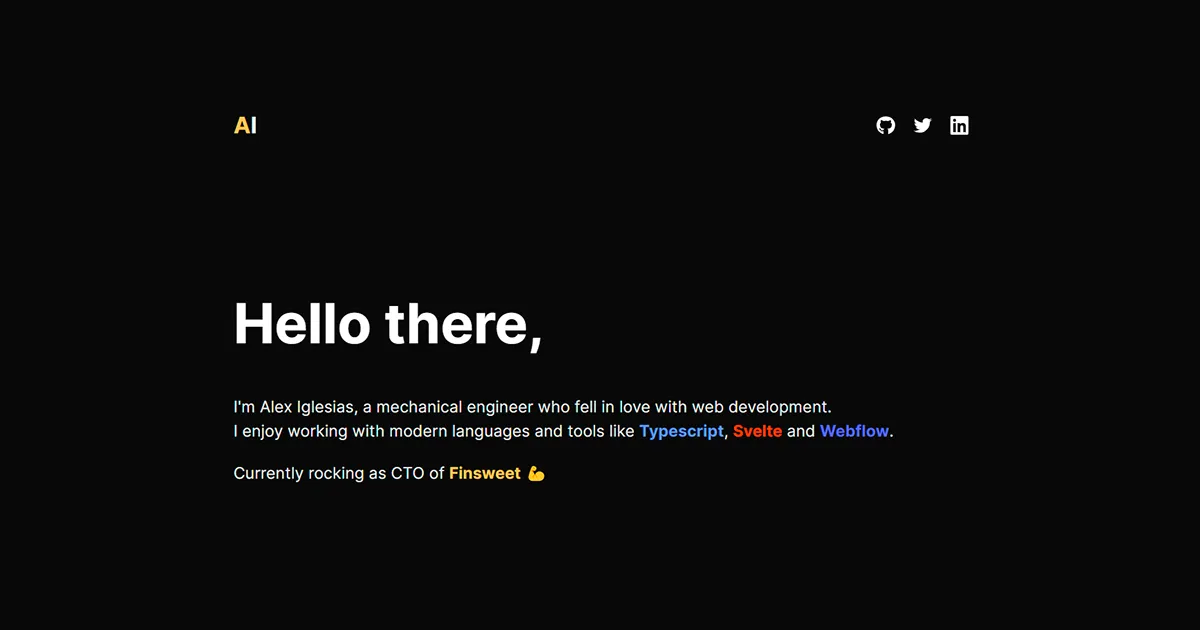 AI
Hello there,
I'm Alex Iglesias, a mechanical engineer who fell in love with web development.
I enjoy working with modern languages and tools like Typescript, Svelte and Webflow.
Currently rocking as CTO of Finsweet 💪